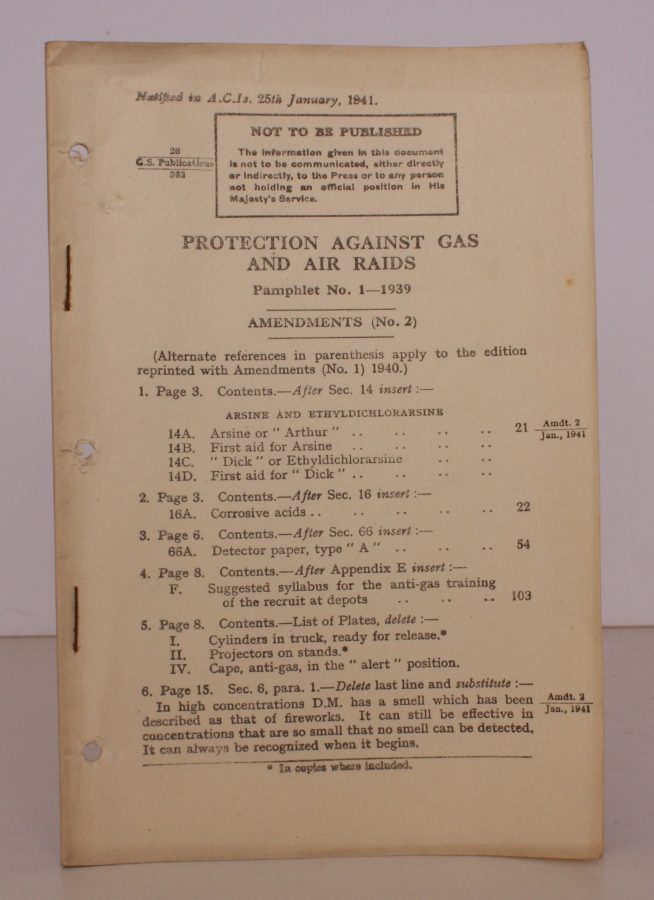 Notified in A.C.Is. 25th January, 1941.
NOT TO BE PUBLISHED
The information given in this document
is not to be communicated, either directly
or indirectly, to the Press or to any person
not holding an official position in His
Majesty's Service.
26
G.S. Publications
332
PROTECTION AGAINST GAS
AND AIR RAIDS
Pamphlet No. 1—1939
AMENDMENTS (No. 2)
(Alternate references in parenthesis apply to the edition
reprinted with Amendments (No. 1) 1940.)
1. Page 3. Contents.—After Sec. 14 insert :—
ARSINE AND ETHYLDICHLORARSINE
14A. Arsine or " Arthur " .. .. .. .. 21
Amdt. 2
Jan., 1941
14B. First aid for Arsine .. .. ..
14C. " Dick " or Ethyldichlorarsine .. ..
14D. First aid for " Dick " .. .. .. ..
2. Page 3. Contents.—After Sec. 16 insert :—
16A. Corrosive acids .. .. .. .. .. 22
3. Page 6. Contents.—After Sec. 66 insert :—
66A. Detector paper, type " A " .. .. .. 54
4. Page 8. Contents.—After Appendix E insert :—
F. Suggested syllabus for the anti-gas training
of the recruit at depots .. .. .. 103
5. Page 8. Contents.—List of Plates, delete :—
I. Cylinders in truck, ready for release.*
II. Projectors on stands.*
IV. Cape, anti-gas, in the " alert " position.
6. Page 15. Sec. 6, para. 1.—Delete last line and substitute :—
Amdt. 2
Jan., 1941
In high concentrations D.M. has a smell which has been
described as that of fireworks. It can still be effective in
concentrations that are so small that no smell can be detected.
It can always be recognized when it begins.
* In copies where included.